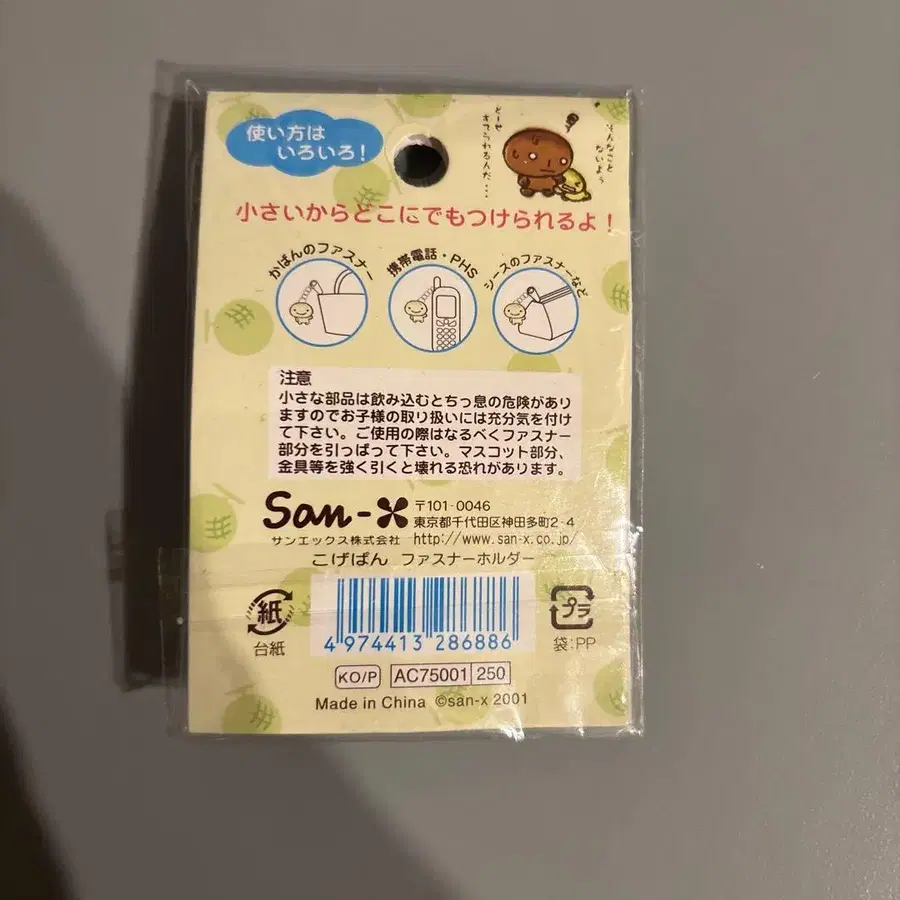 使い方は
いろいろ！
どーせ
すてられるんだ・・・
そんなこと
ないよぅ
小さいからどこにでもつけられるよ！
かばんのファスナー
携帯電話・PHS
シースのファスナーなど
注意
小さな部品は飲み込むとちっ息の危険があり
ますのでお子様の取り扱いには充分気を付け
て下さい。ご使用の際はなるべくファスナー
部分を引っぱって下さい。マスコット部分、
金具等を強く引くと壊れる恐れがあります。
San-X
〒101-0046
東京都千代田区神田多町2-4
サンエックス株式会社 http://www.san-x.co.jp/
こげぱん ファスナーホルダー
紙
台紙
4 974413 286886
プラ
袋:PP
KO/P AC75001 250
Made in China ©san-x 2001